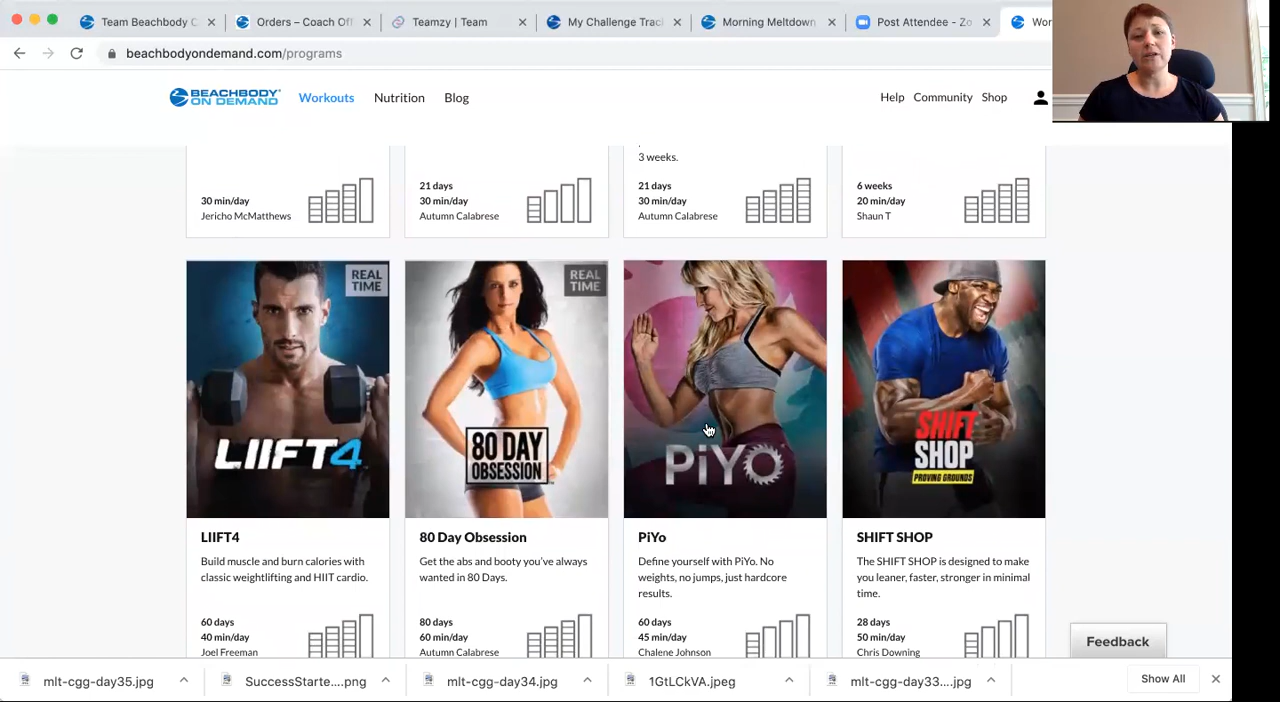 Team Beachbody C
Orders – Coach Off
Teamzy | Team
My Challenge Trac
Morning Meltdown
Post Attendee - Zo
Wor
beachbodyondemand.com/programs
BEACHBODY
ON DEMAND
Workouts
Nutrition
Blog
Help
Community
Shop
3 weeks.
30 min/day
Jericho McMatthews
21 days
30 min/day
Autumn Calabrese
21 days
30 min/day
Autumn Calabrese
6 weeks
20 min/day
Shaun T
REAL
TIME
LIIFT4
REAL
TIME
80 DAY
OBSESSION
PiYO
SHIFT
SHOP
PROVING GROUNDS
LIIFT4
Build muscle and burn calories with
classic weightlifting and HIIT cardio.
60 days
40 min/day
Joel Freeman
80 Day Obsession
Get the abs and booty you've always
wanted in 80 Days.
80 days
60 min/day
Autumn Calabrese
PiYo
Define yourself with PiYo. No
weights, no jumps, just hardcore
results.
60 days
45 min/day
Chalene Johnson
SHIFT SHOP
The SHIFT SHOP is designed to make
you leaner, faster, stronger in minimal
time.
28 days
50 min/day
Chris Downing
Feedback
mlt-cgg-day35.jpg
SuccessStarte...png
mlt-cgg-day34.jpg
1GtLCkVA.jpeg
mlt-cgg-day33....jpg
Show All